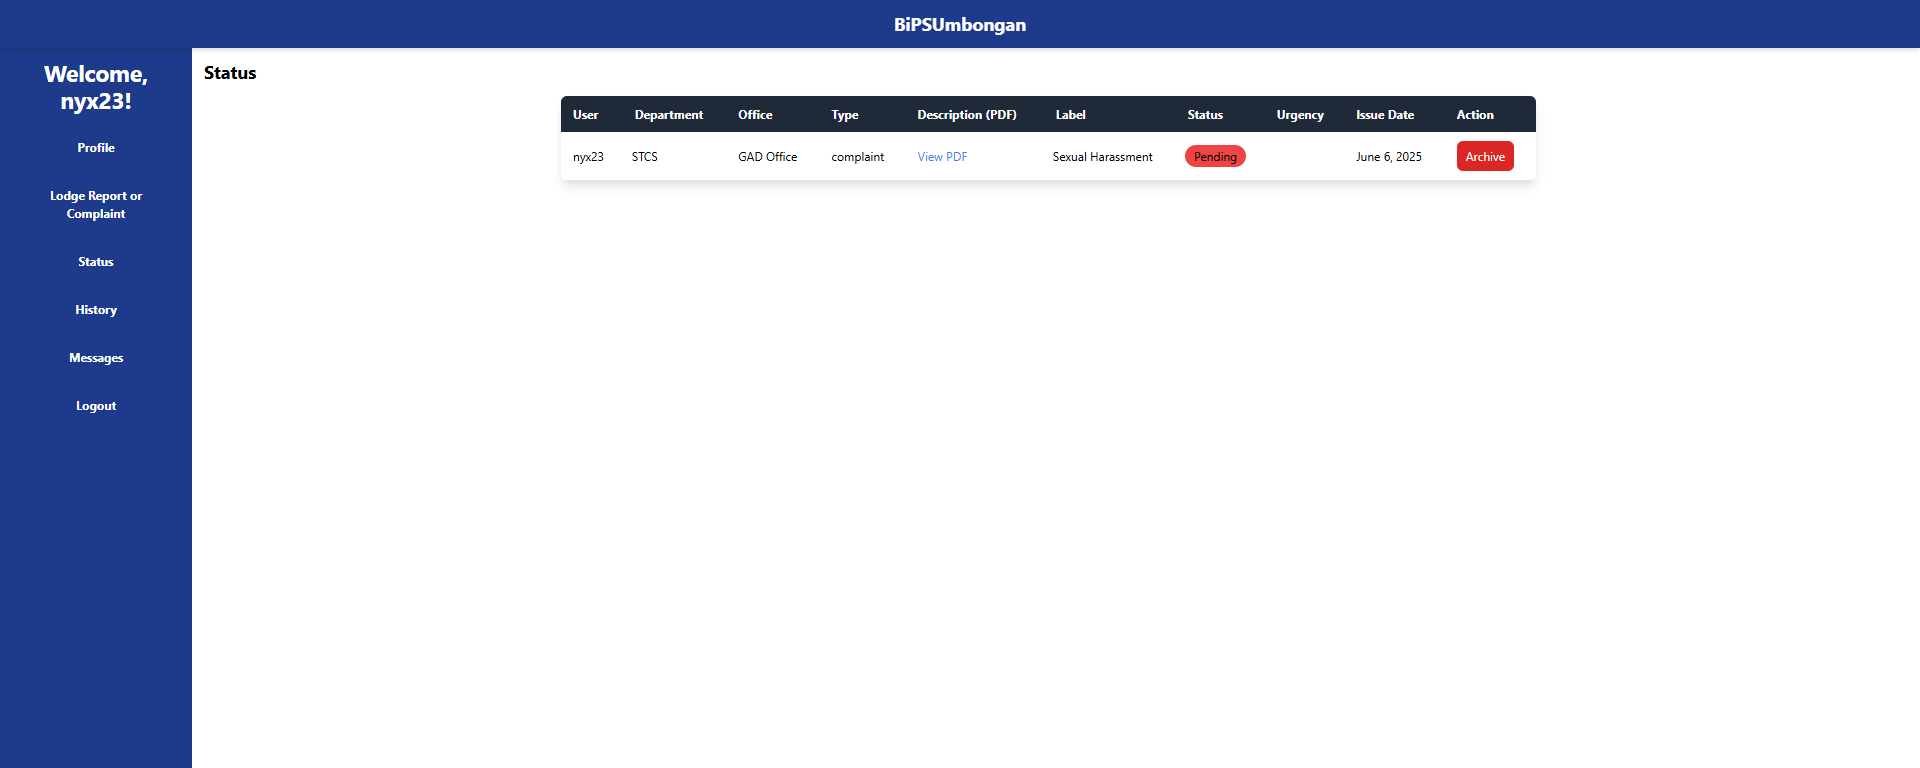 BiPSUmbongan
Welcome,
nyx23!
Profile
Lodge Report or
Complaint
Status
History
Messages
Logout
Status
User Department Office Type Description (PDF) Label Status Urgency Issue Date Action
nyx23 STCS GAD Office complaint View PDF Sexual Harassment Pending June 6, 2025 Archive